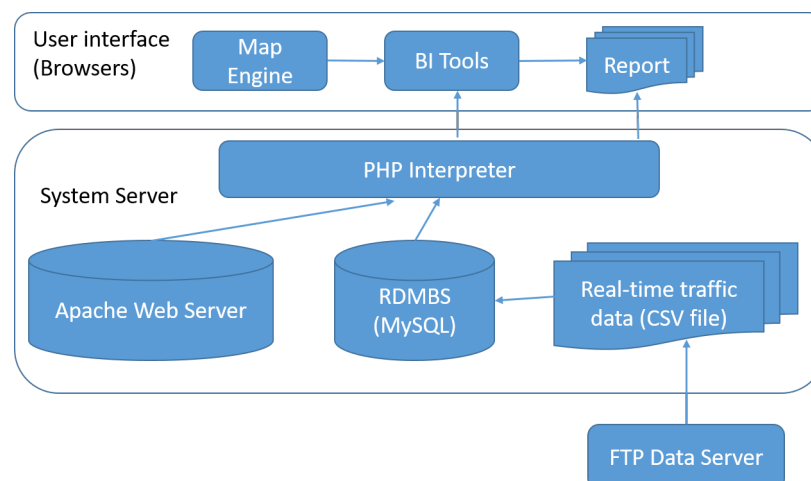 User interface
(Browsers)
Map
Engine
BI Tools
Report
PHP Interpreter
System Server
Apache Web Server
RDMBS
(MySQL)
Real-time traffic
data (CSV file)
FTP Data Server